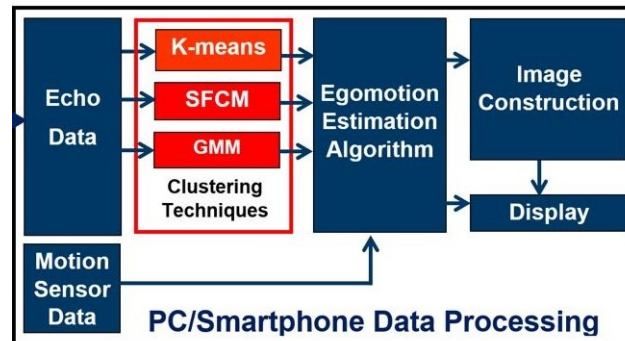 Echo
Data
K-means
SFCM
GMM
Clustering
Techniques
Egomotion
Estimation
Algorithm
Image
Construction
Display
Motion
Sensor
Data
PC/Smartphone Data Processing